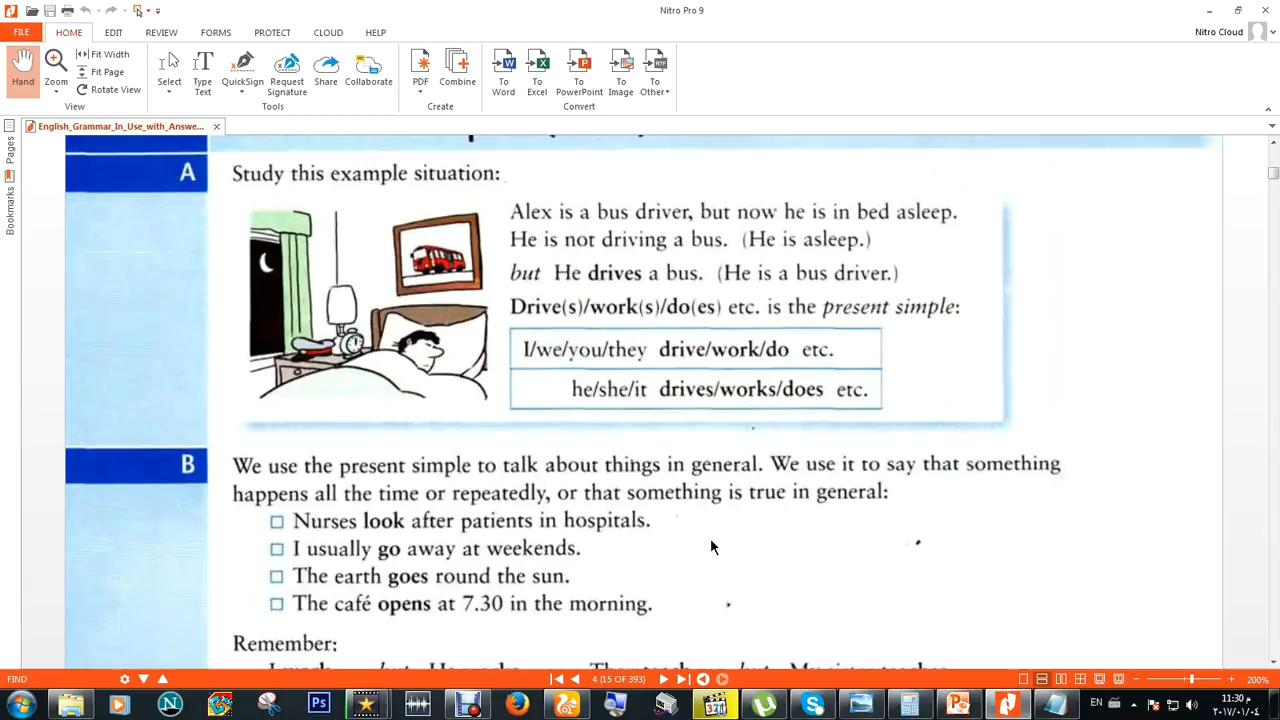 Nitro Pro 9
FILE HOME EDIT REVIEW FORMS PROTECT CLOUD HELP
Nitro Cloud
Hand
Zoom
Fit Width
Fit Page
Rotate View
View
Select
Type Text
QuickSign
Request Signature
Share
Collaborate
Tools
PDF
Combine
Create
To Word
To Excel
To PowerPoint
To Image
To Other
Convert
English_Grammar_In_Use_with_Answe...
Pages
Bookmarks
A
Study this example situation:
Alex is a bus driver, but now he is in bed asleep.
He is not driving a bus. (He is asleep.)
but He drives a bus. (He is a bus driver.)
Drive(s)/work(s)/do(es) etc. is the present simple:
I/we/you/they drive/work/do etc.
he/she/it drives/works/does etc.
B
We use the present simple to talk about things in general. We use it to say that something
happens all the time or repeatedly, or that something is true in general:
Nurses look after patients in hospitals.
I usually go away at weekends.
The earth goes round the sun.
The café opens at 7.30 in the morning.
Remember:
FIND
4 (15 OF 393)
200%
Ps
321
EN
11:30 م
٢٠١٧/٠١/٠٤